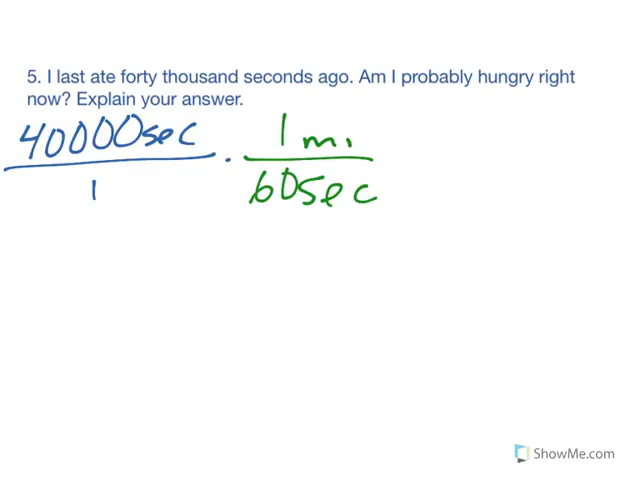 5. I last ate forty thousand seconds ago. Am I probably hungry right
now? Explain your answer.
40000sec 1 mi
1 60sec
ShowMe.com